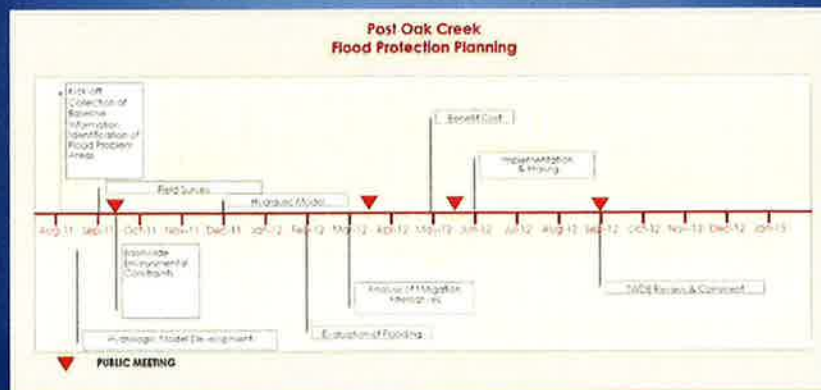 Post Oak Creek
Flood Protection Planning
Kick-off
Collection of
Baseline
Information
Identification of
Flood Problem
Areas
Benefit Cost
Implementation
& Phasing
Field Survey
Hydraulic Model
Aug-11 Sep-11 Oct-11 Nov-11 Dec-11 Jan-12 Feb-12 Mar-12 Apr-12 May-12 Jun-12 Jul-12 Aug-12 Sep-12 Oct-12 Nov-12 Dec-12 Jan-13
Environmental
Constraints
Analysis of Mitigation
Alternatives
TWDB Review & Comment
Evaluation of Flooding
Hydrologic Model Development
PUBLIC MEETING